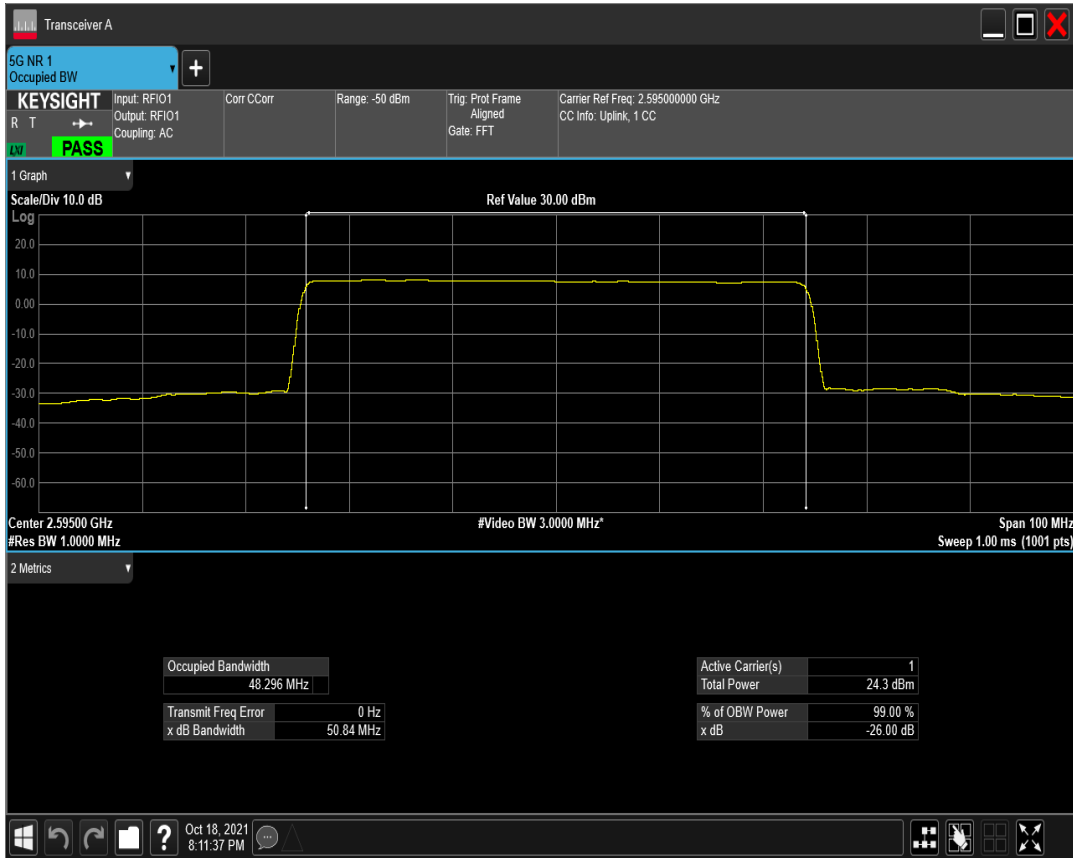 Transceiver A
5G NR 1
Occupied BW
KEYSIGHT
R T
LXI
PASS
Input: RFIO1
Output: RFIO1
Coupling: AC
Corr CCorr
Range: -50 dBm
Trig: Prot Frame
Aligned
Gate: FFT
Carrier Ref Freq: 2.595000000 GHz
CC Info: Uplink, 1 CC
1 Graph
Scale/Div 10.0 dB
Ref Value 30.00 dBm
Log
20.0
10.0
0.00
-10.0
-20.0
-30.0
-40.0
-50.0
-60.0
Center 2.59500 GHz
#Video BW 3.0000 MHz*
Span 100 MHz
#Res BW 1.0000 MHz
Sweep 1.00 ms (1001 pts)
2 Metrics
Occupied Bandwidth
48.296 MHz
Transmit Freq Error 0 Hz
x dB Bandwidth 50.84 MHz
Active Carrier(s) 1
Total Power 24.3 dBm
% of OBW Power 99.00 %
x dB -26.00 dB
?
Oct 18, 2021
8:11:37 PM